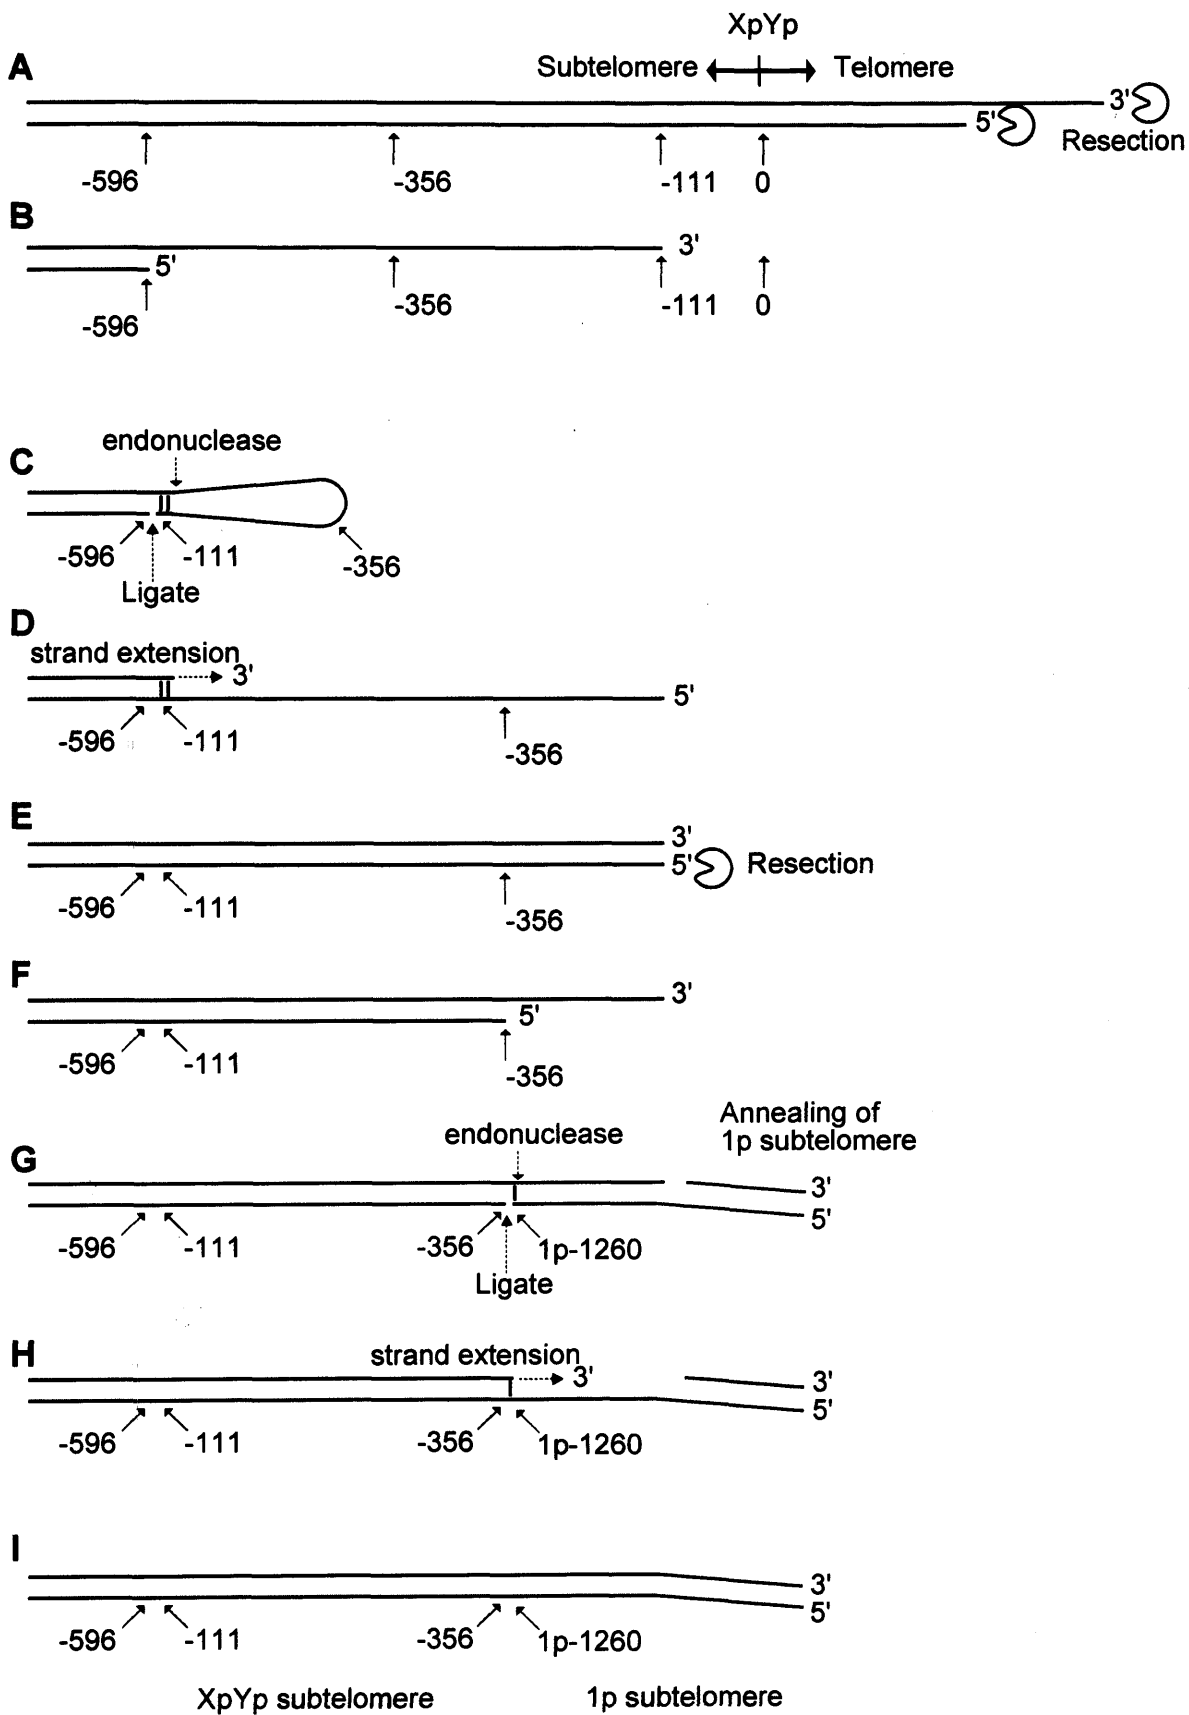 XpYp
A
Subtelomere
Telomere
3'
5'
Resection
-596
-356
-111
0
B
3'
5'
-596
-356
-111
0
endonuclease
C
-596
-111
-356
Ligate
D
strand extension
3'
5'
-596
-111
-356
E
3'
5'
Resection
-596
-111
-356
F
3'
5'
-596
-111
-356
Annealing of
1p subtelomere
endonuclease
G
3'
5'
-596
-111
-356
1p-1260
Ligate
H
strand extension
3'
3'
5'
-596
-111
-356
1p-1260
I
3'
5'
-596
-111
-356
1p-1260
XpYp subtelomere
1p subtelomere